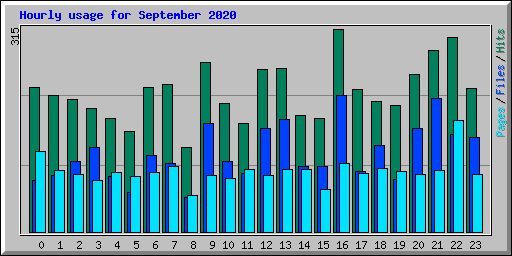 Hourly usage for September 2020
315
Pages/Files/Hits
0 1 2 3 4 5 6 7 8 9 10 11 12 13 14 15 16 17 18 19 20 21 22 23